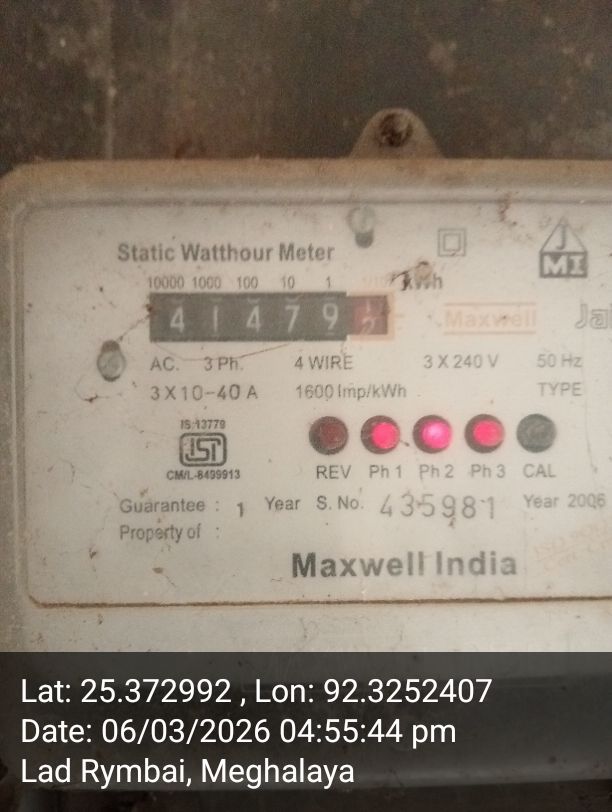 Static Watthour Meter
10000 1000 100 10 1 1/10 kWh
4 1 4 7 9
Maxwell
JMI
AC. 3 Ph. 4 WIRE 3 X 240 V 50 Hz
3 X 10-40 A 1600 Imp/kWh TYPE
IS:13779
ISI
CM/L-8499913
REV Ph 1 Ph 2 Ph 3 CAL
Guarantee : 1 Year S. No. 435981 Year 2006
Property of :
Maxwell India
Lat: 25.372992 , Lon: 92.3252407
Date: 06/03/2026 04:55:44 pm
Lad Rymbai, Meghalaya